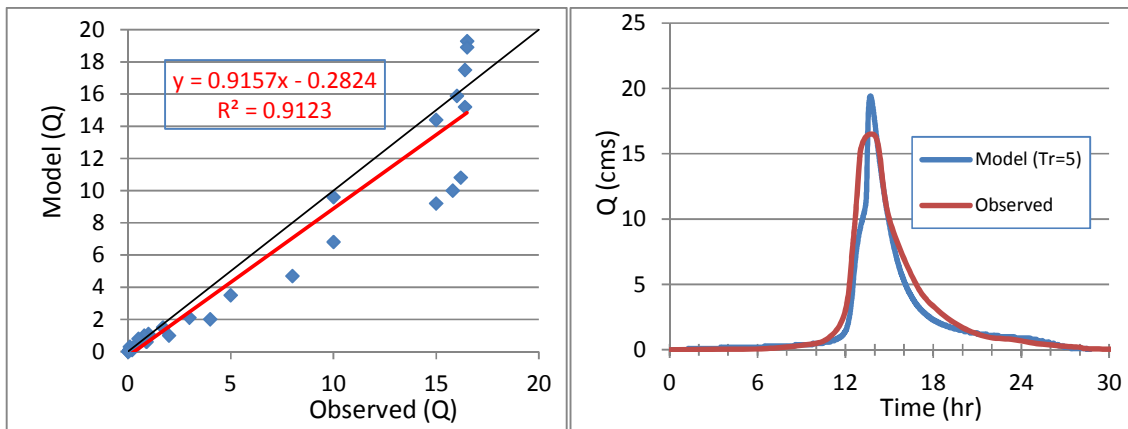 20
18
16
14
12
10
8
6
4
2
0
Model (Q)
y = 0.9157x - 0.2824
R² = 0.9123
0 5 10 15 20
Observed (Q)
25
20
15
10
5
0
Q (cms)
Model (Tr=5)
Observed
0 6 12 18 24 30
Time (hr)